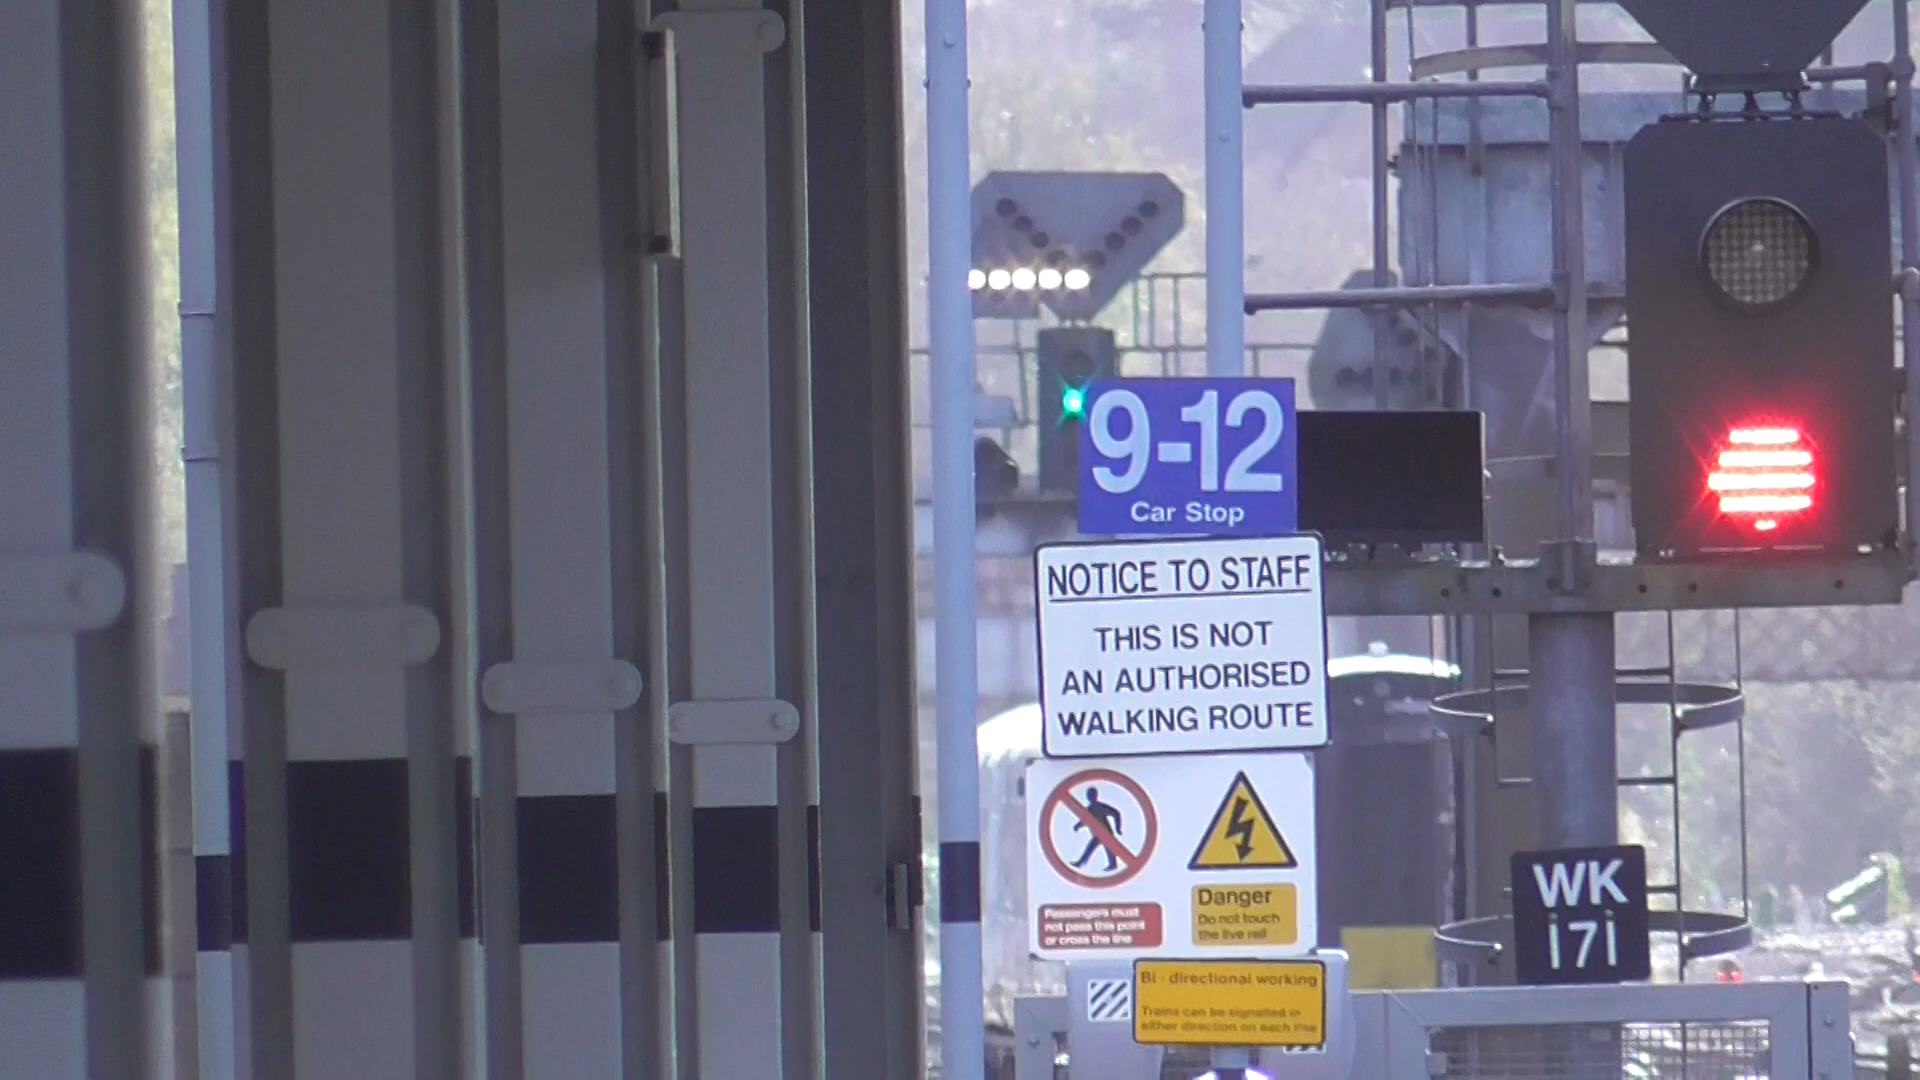 9-12
Car Stop
NOTICE TO STAFF
THIS IS NOT
AN AUTHORISED
WALKING ROUTE
Danger
Do not touch
the live rail
Passengers must
not pass this point
or cross the line
WK
171
Bi - directional working
Trains can be signalled in
either direction on each line